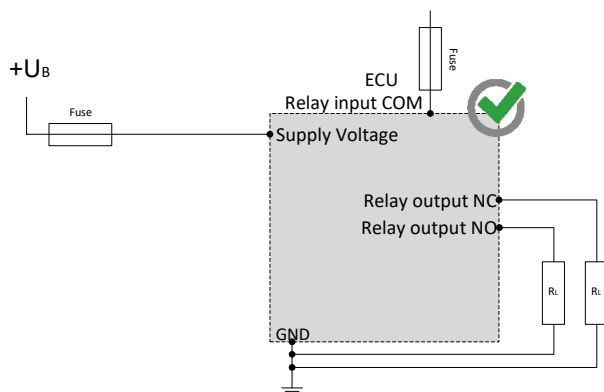 Fuse
+UB
ECU
Relay input COM
Fuse
Supply Voltage
Relay output NC
Relay output NO
RL
RL
GND